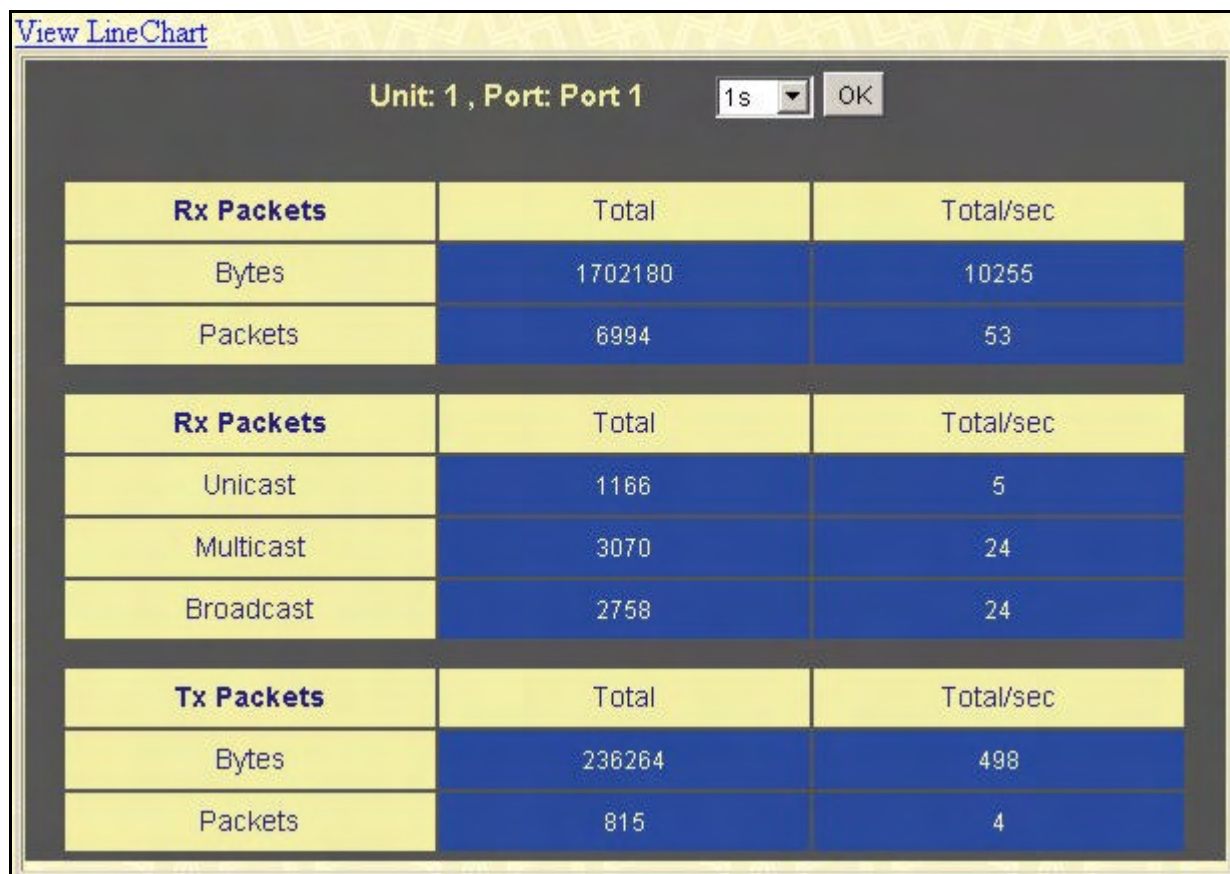 View LineChart
Unit: 1 , Port: Port 1 1s OK
Rx Packets Total Total/sec
Bytes 1702180 10255
Packets 6994 53
Rx Packets Total Total/sec
Unicast 1166 5
Multicast 3070 24
Broadcast 2758 24
Tx Packets Total Total/sec
Bytes 236264 498
Packets 815 4